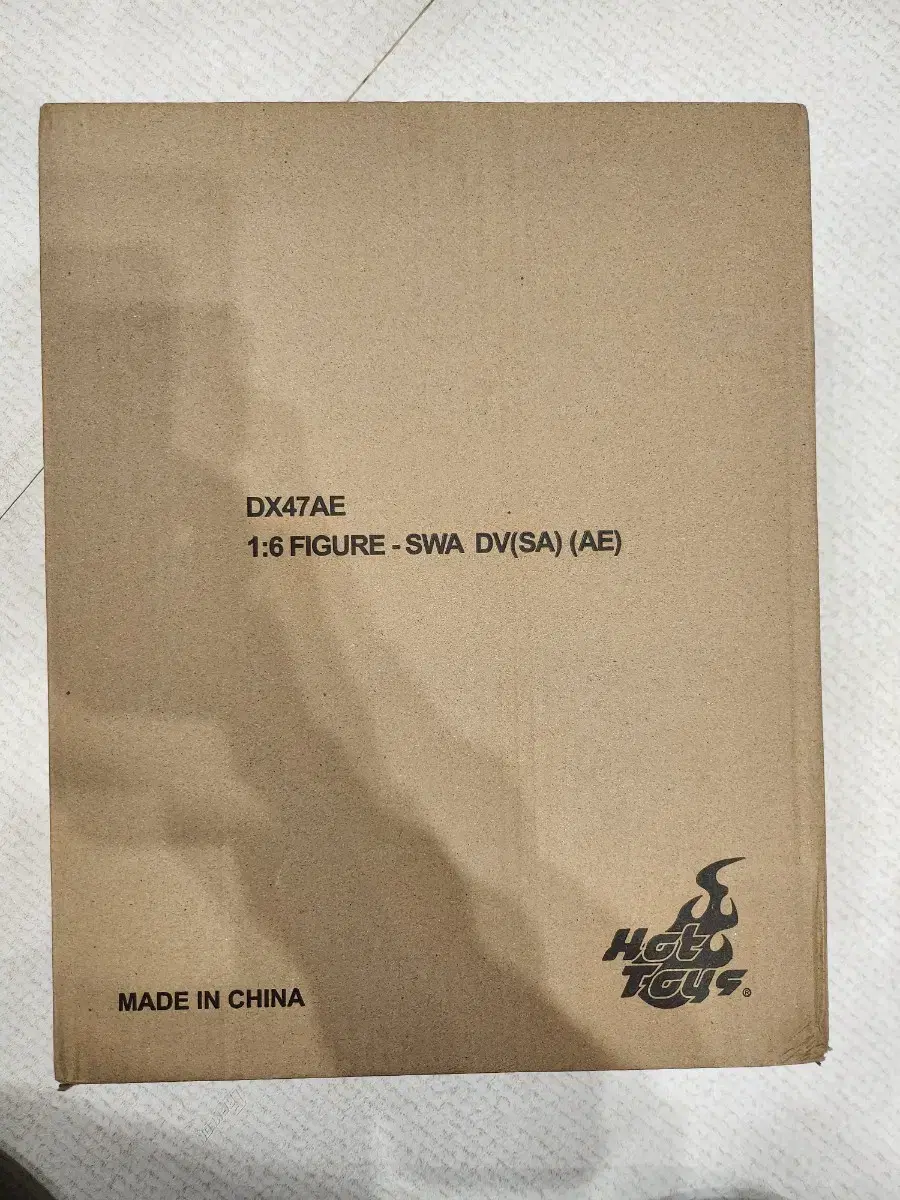 DX47AE
1:6 FIGURE - SWA DV(SA) (AE)
Hot
Toys®
MADE IN CHINA